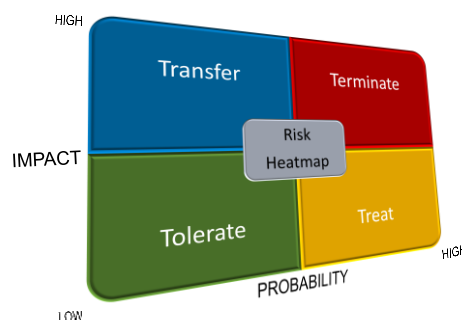 HIGH
Transfer
Terminate
Risk
Heatmap
IMPACT
Tolerate
Treat
HIGH
PROBABILITY
LOW